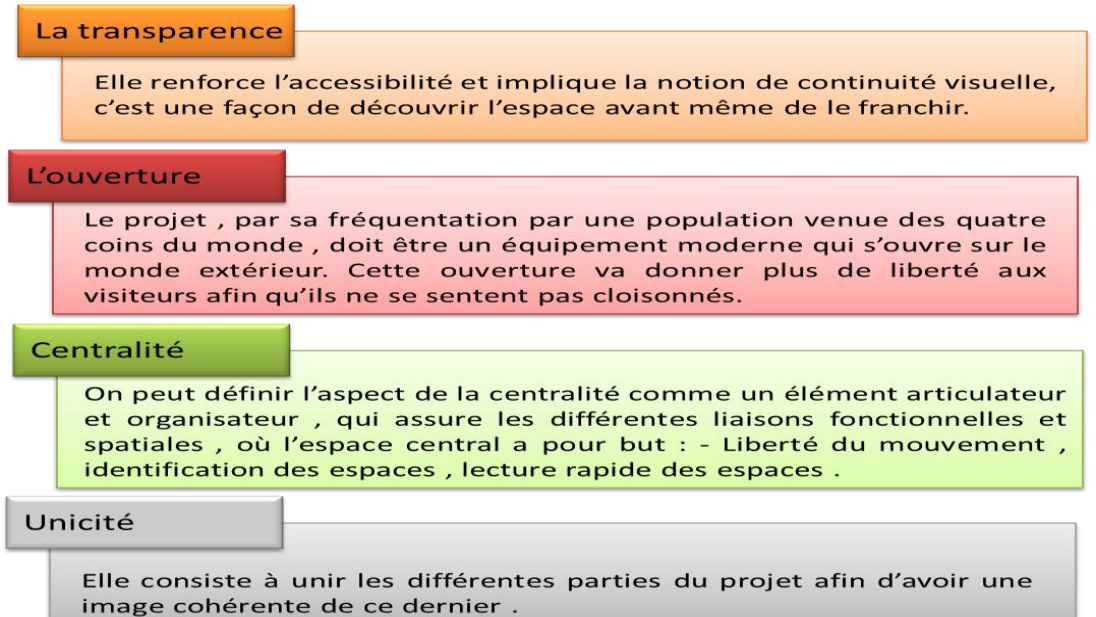 La transparence
Elle renforce l’accessibilité et implique la notion de continuité visuelle,
c’est une façon de découvrir l’espace avant même de le franchir.
L’ouverture
Le projet , par sa fréquentation par une population venue des quatre
coins du monde , doit être un équipement moderne qui s’ouvre sur le
monde extérieur. Cette ouverture va donner plus de liberté aux
visiteurs afin qu’ils ne se sentent pas cloisonnés.
Centralité
On peut définir l’aspect de la centralité comme un élément articulateur
et organisateur , qui assure les différentes liaisons fonctionnelles et
spatiales , où l’espace central a pour but : - Liberté du mouvement ,
identification des espaces , lecture rapide des espaces .
Unicité
Elle consiste à unir les différentes parties du projet afin d’avoir une
image cohérente de ce dernier .